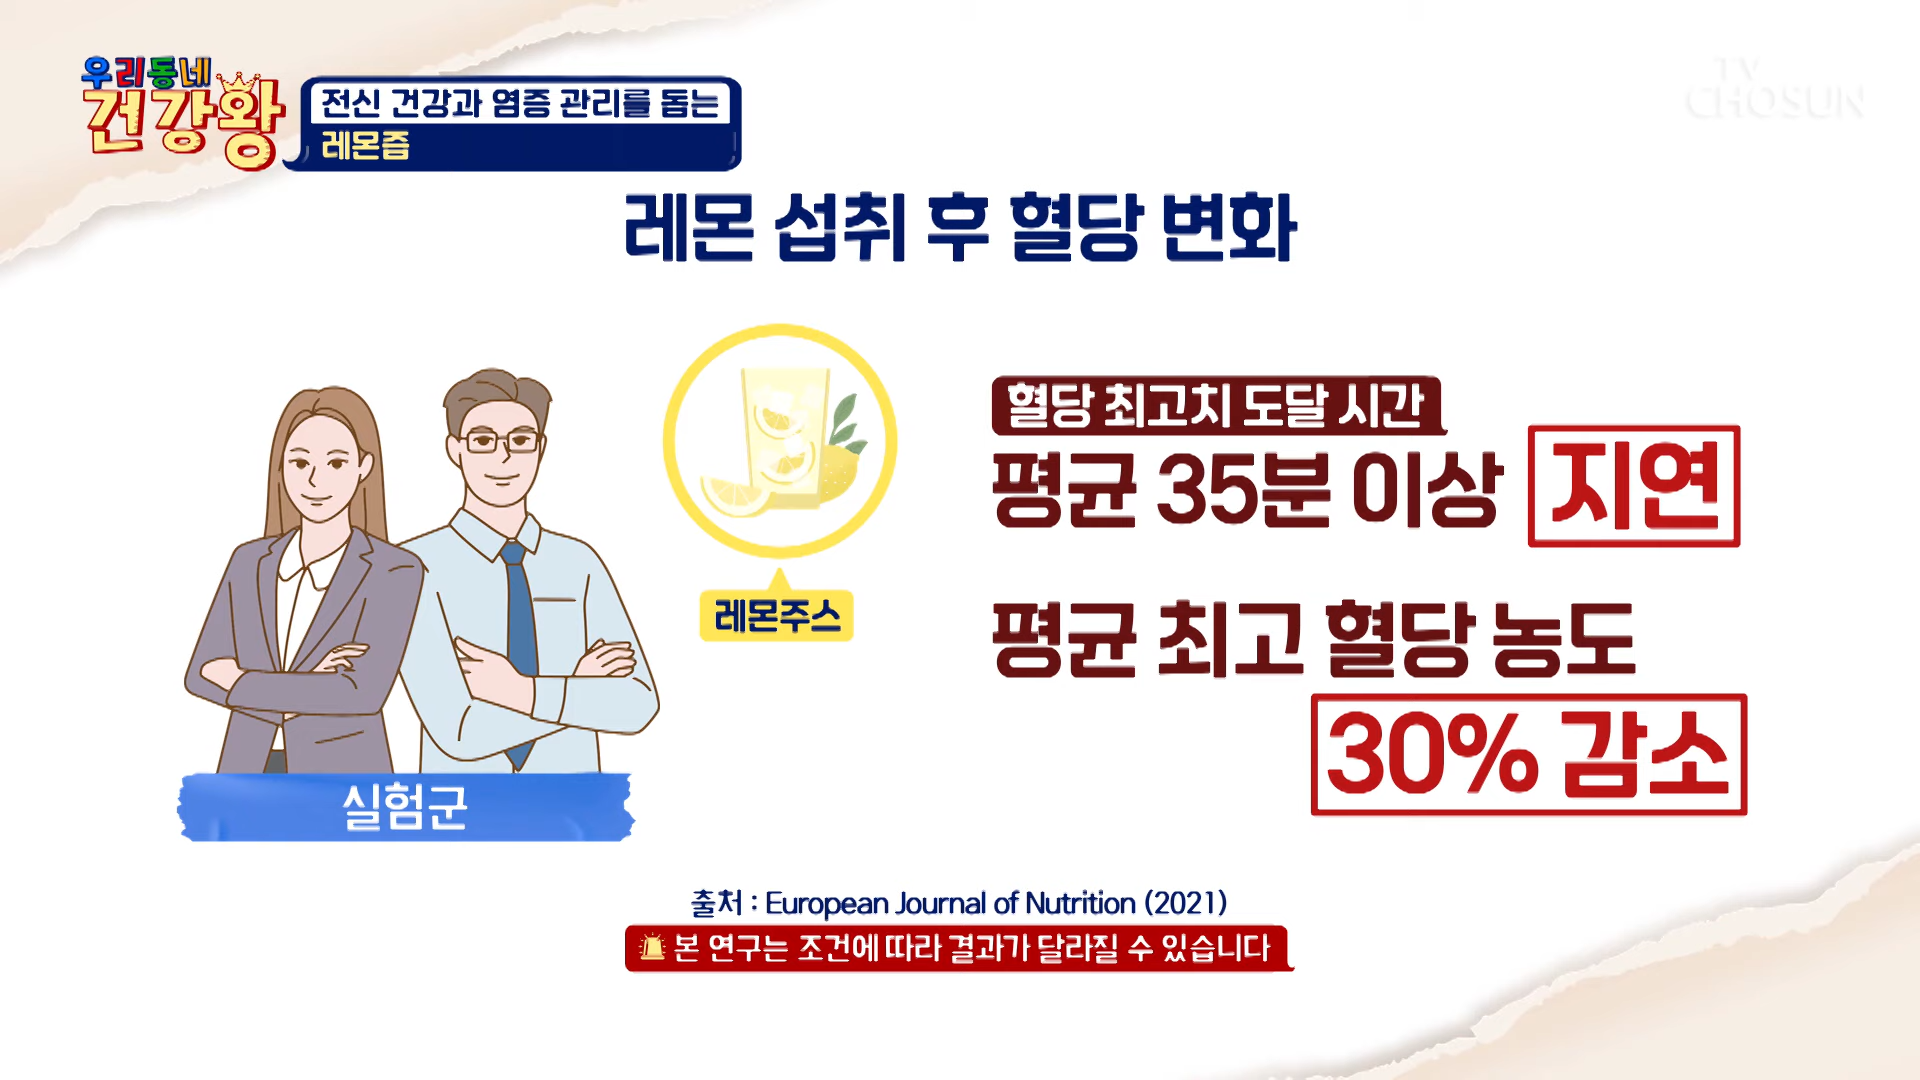 우리동네
건강왕
전신 건강과 염증 관리를 돕는
레몬즙
TV
CHOSUN
레몬 섭취 후 혈당 변화
혈당 최고치 도달 시간
평균 35분 이상 지연
레몬주스
평균 최고 혈당 농도
30% 감소
실험군
출처 : European Journal of Nutrition (2021)
본 연구는 조건에 따라 결과가 달라질 수 있습니다